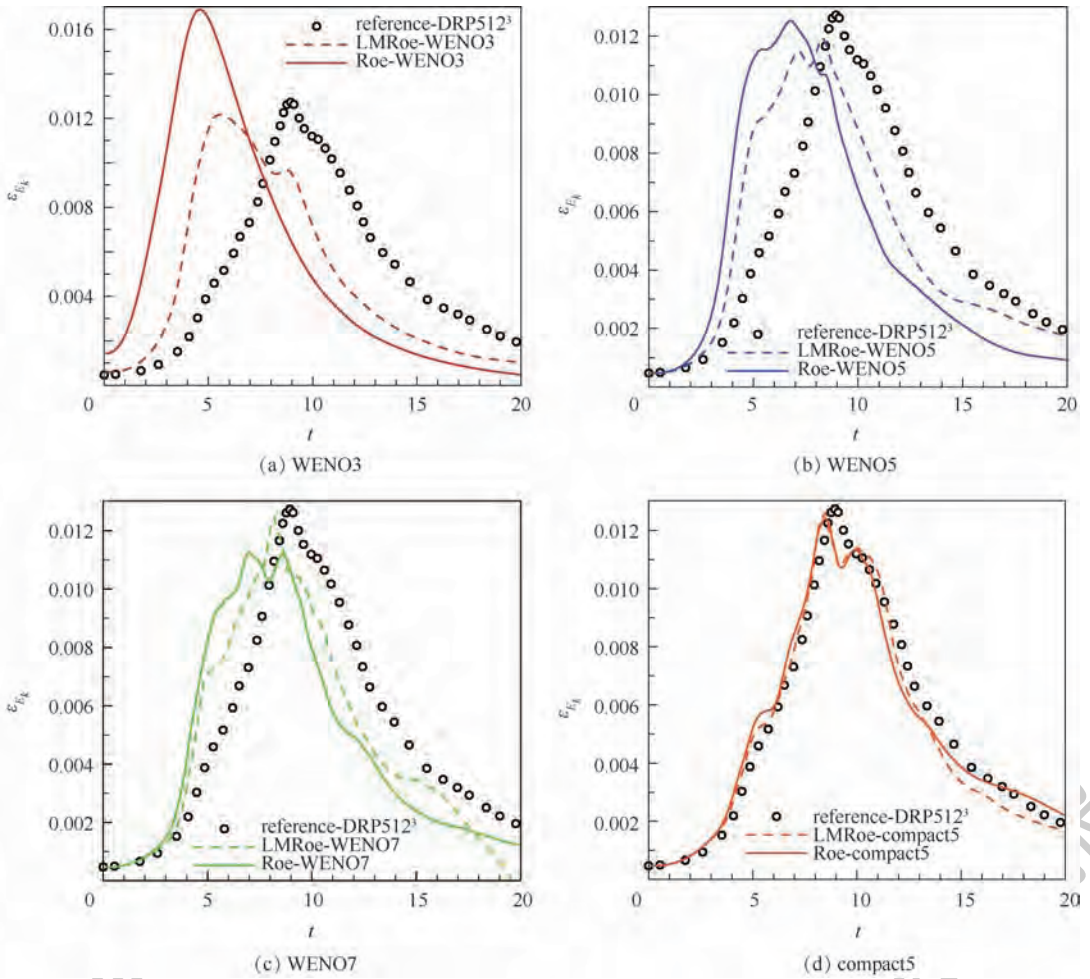 0.016
0.012
0.008
0.004
ε_{E_k}
reference-DRP512³
LMRoe-WENO3
Roe-WENO3
0 5 10 15 20
t
(a) WENO3
0.012
0.010
0.008
0.006
0.004
0.002
ε_{E_k}
reference-DRP512³
LMRoe-WENO5
Roe-WENO5
0 5 10 15 20
t
(b) WENO5
0.012
0.010
0.008
0.006
0.004
0.002
ε_{E_k}
reference-DRP512³
LMRoe-WENO7
Roe-WENO7
0 5 10 15 20
t
(c) WENO7
0.012
0.010
0.008
0.006
0.004
0.002
ε_{E_k}
reference-DRP512³
LMRoe-compact5
Roe-compact5
0 5 10 15 20
t
(d) compact5